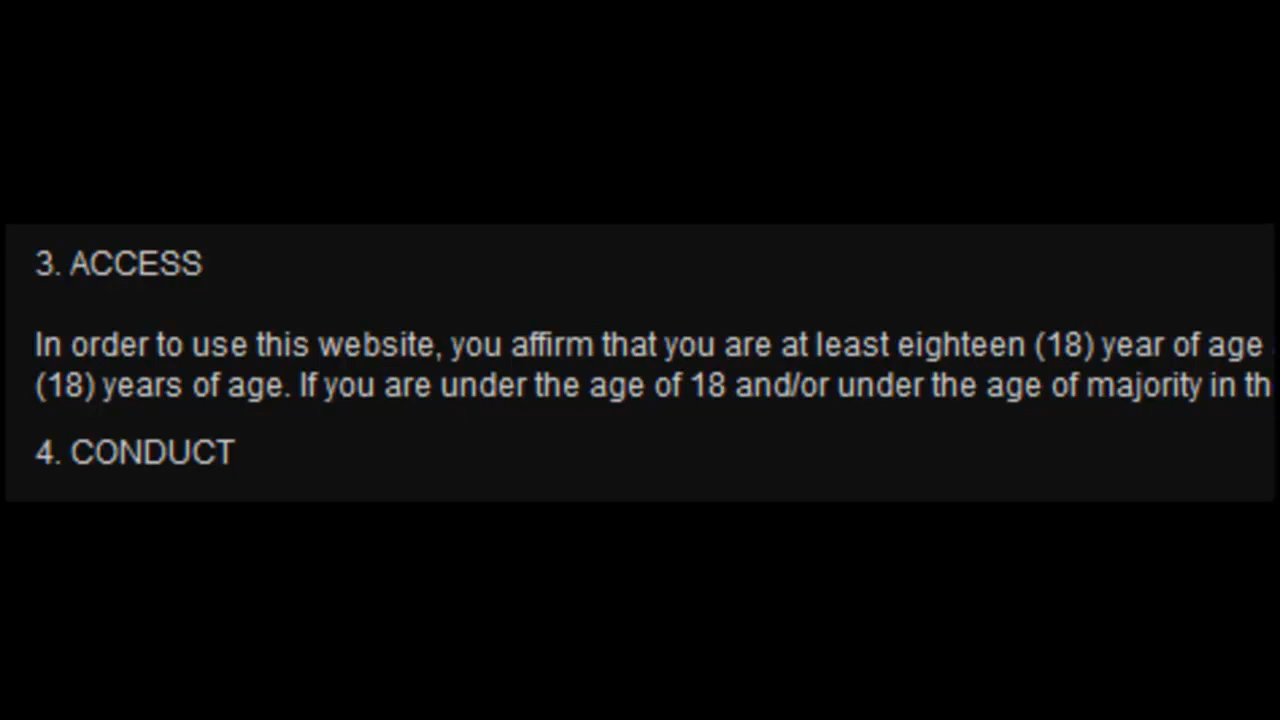 3. ACCESS
In order to use this website, you affirm that you are at least eighteen (18) year of age
(18) years of age. If you are under the age of 18 and/or under the age of majority in th
4. CONDUCT